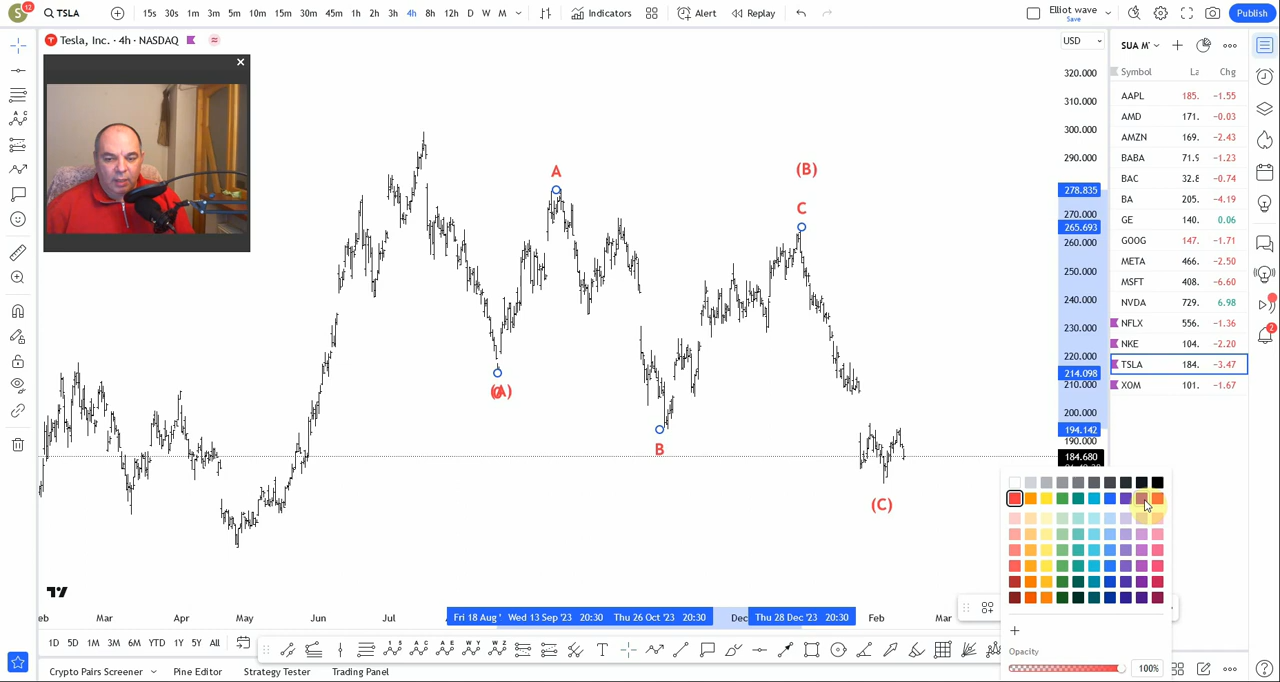 S 12 TSLA 15s 30s 1m 3m 5m 10m 15m 30m 45m 1h 2h 3h 4h 8h 12h D W M Indicators Alert Replay Elliot wave Save Publish
Tesla, Inc. · 4h · NASDAQ
USD
SUA M'
Symbol La Chg
AAPL 185. −1.55
AMD 171. −0.03
AMZN 169. −2.43
BABA 71.9 −1.23
BAC 32.8 −0.74
BA 205. −4.19
GE 140. 0.06
GOOG 147. −1.71
META 466. −2.50
MSFT 408. −6.60
NVDA 729. 6.98
NFLX 556. −1.36
NKE 104. −2.20
TSLA 184. −3.47
XOM 101. −1.67
2
320.000
310.000
300.000
290.000
278.835
270.000
265.693
260.000
250.000
240.000
230.000
220.000
214.098
210.000
200.000
194.142
190.000
184.680
A
(B)
C
(A)
B
(C)
eb Mar Apr May Jun Jul Fri 18 Aug ' Wed 13 Sep '23 20:30 Thu 26 Oct '23 20:30 Dec Thu 28 Dec '23 20:30 Feb Mar
1D 5D 1M 3M 6M YTD 1Y 5Y All
Opacity
100%
Crypto Pairs Screener Pine Editor Strategy Tester Trading Panel